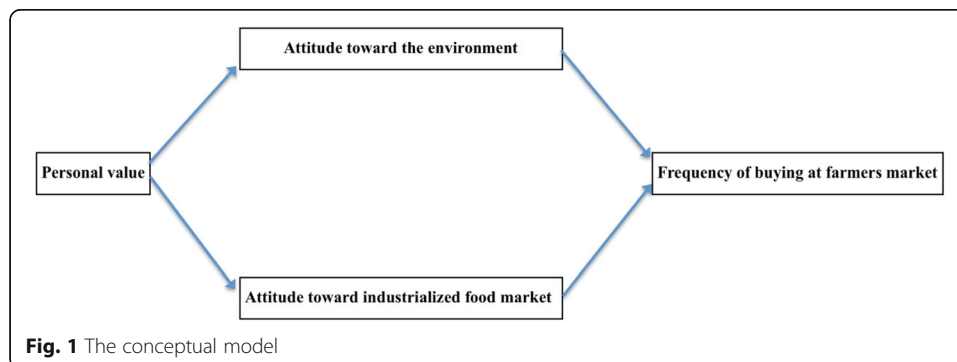 Attitude toward the environment
Personal value
Frequency of buying at farmers market
Attitude toward industrialized food market
Fig. 1 The conceptual model